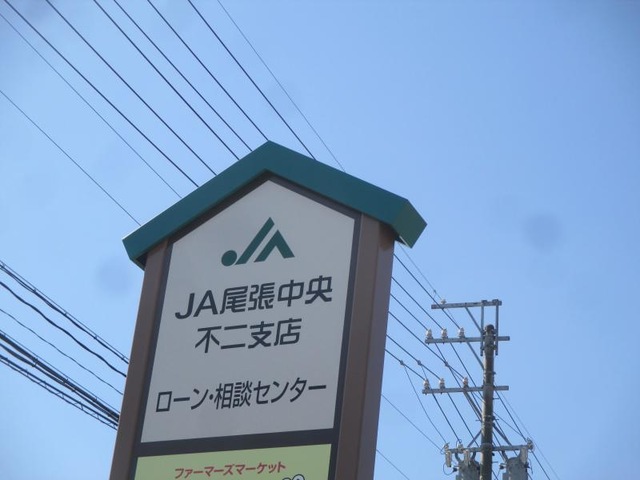 JA
JA尾張中央
不二支店
ローン・相談センター
ファーマーズマーケット